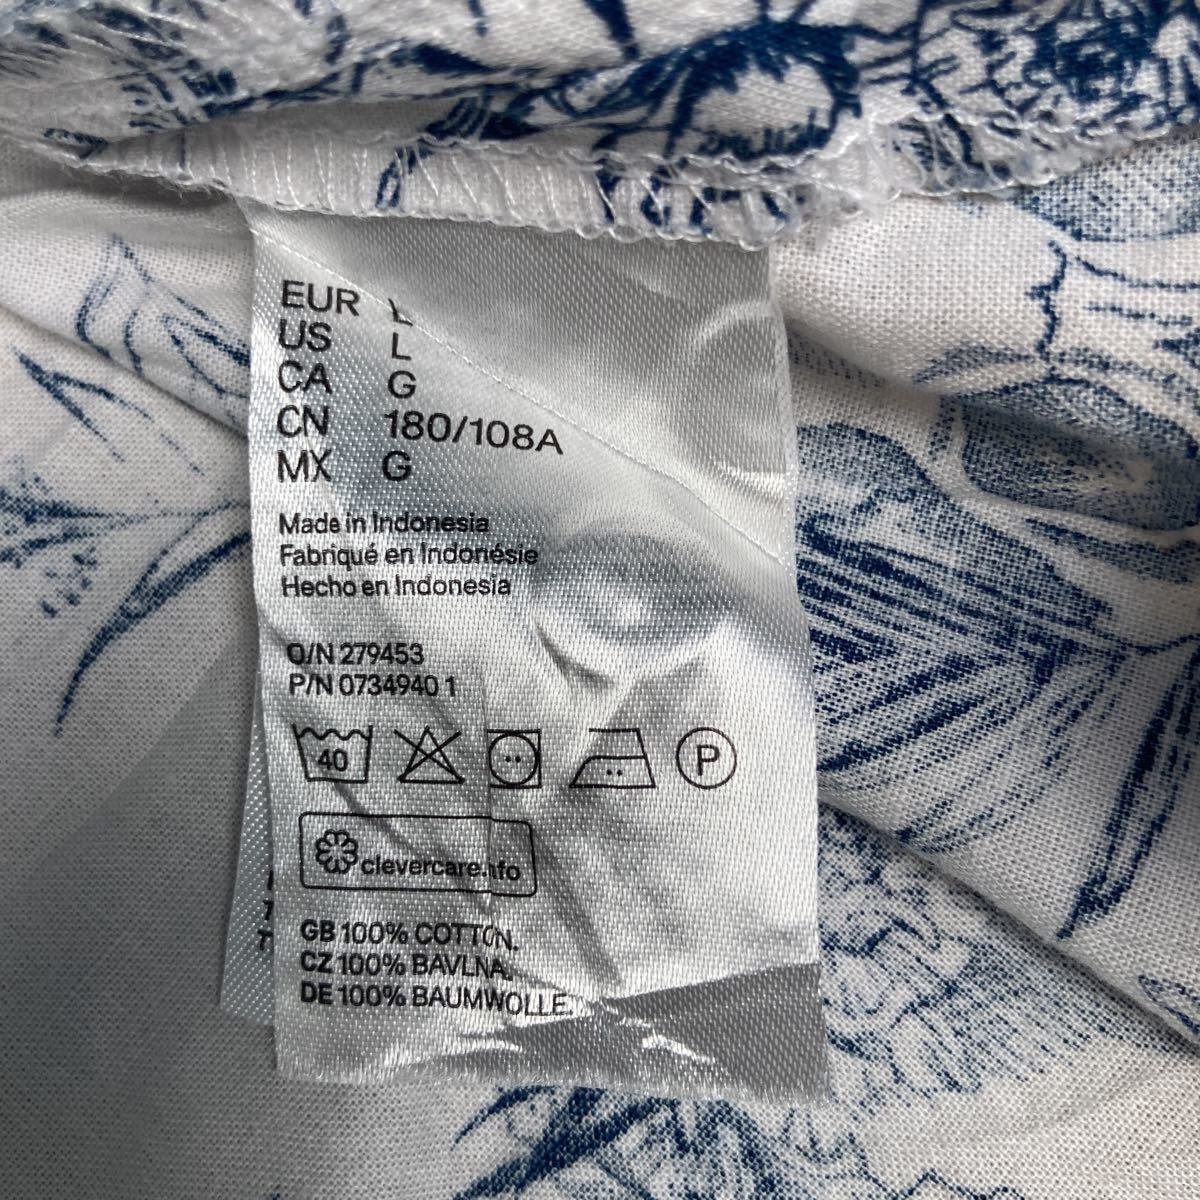 EUR L
US L
CA G
CN 180/108A
MX G
Made in Indonesia
Fabriqué en Indonésie
Hecho en Indonesia
O/N 279453
P/N 0734940 1
40
P
clevercare.info
GB 100% COTTON.
CZ 100% BAVLNA.
DE 100% BAUMWOLLE.